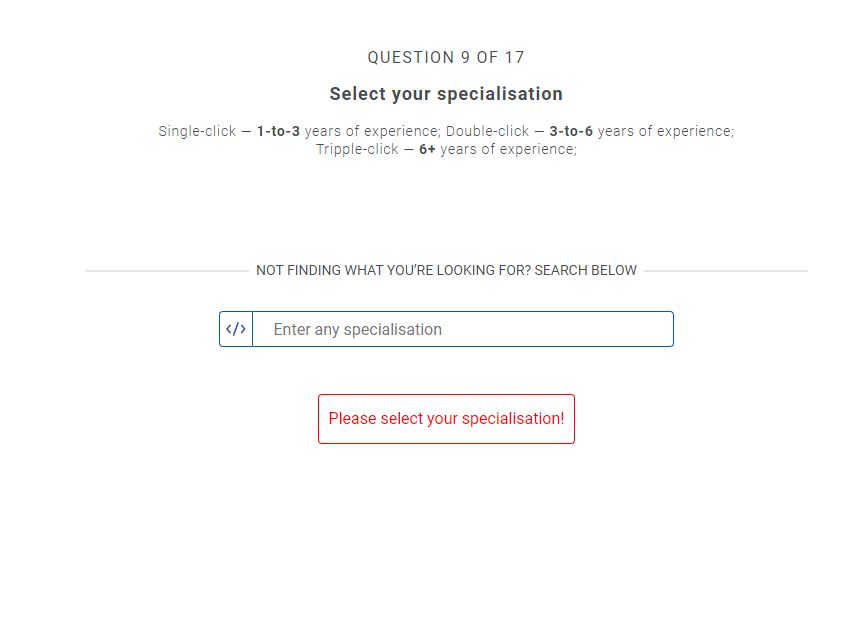 QUESTION 9 OF 17
Select your specialisation
Single-click — 1-to-3 years of experience; Double-click — 3-to-6 years of experience;
Tripple-click — 6+ years of experience;
NOT FINDING WHAT YOU’RE LOOKING FOR? SEARCH BELOW
</> Enter any specialisation
Please select your specialisation!